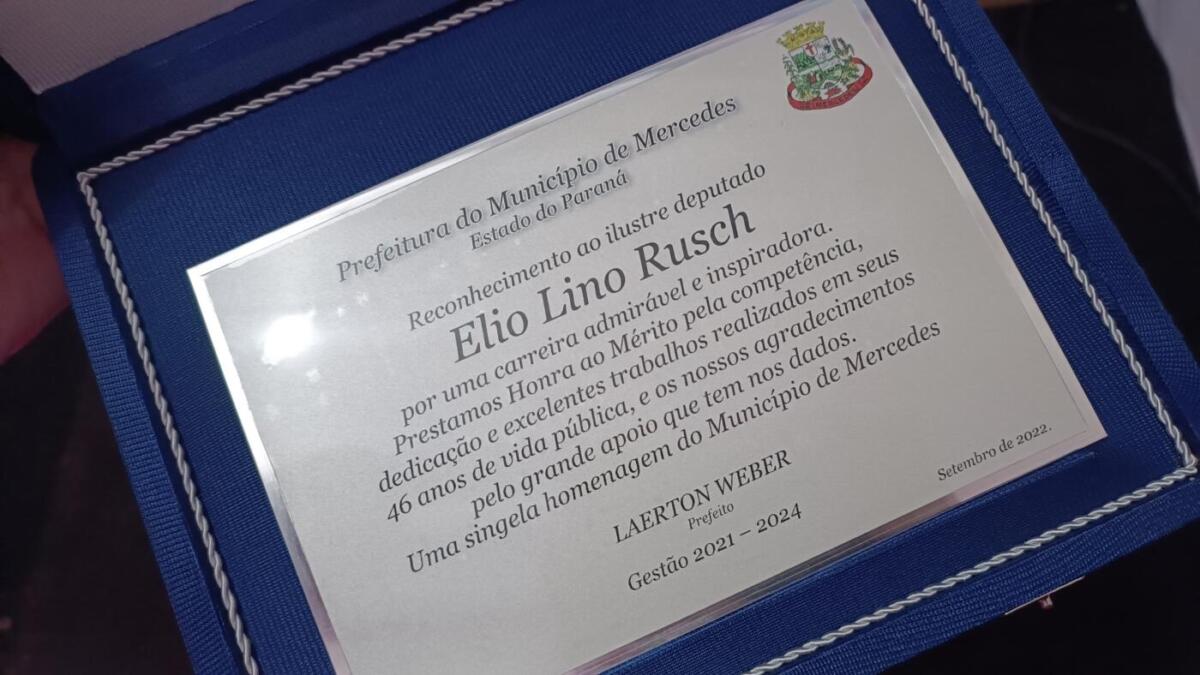 Prefeitura do Município de Mercedes
Estado do Paraná
Reconhecimento ao ilustre deputado
Elio Lino Rusch
por uma carreira admirável e inspiradora.
Prestamos Honra ao Mérito pela competência,
dedicação e excelentes trabalhos realizados em seus
46 anos de vida pública, e os nossos agradecimentos
pelo grande apoio que tem nos dados.
Uma singela homenagem do Município de Mercedes
LAERTON WEBER
Prefeito
Gestão 2021 – 2024
Setembro de 2022.